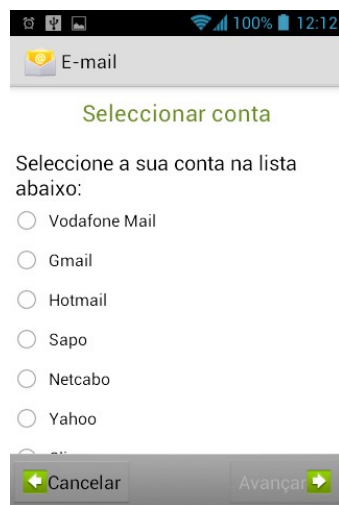 100% 12:12
E-mail
Seleccionar conta
Seleccione a sua conta na lista
abaixo:
Vodafone Mail
Gmail
Hotmail
Sapo
Netcabo
Yahoo
Cancelar
Avançar